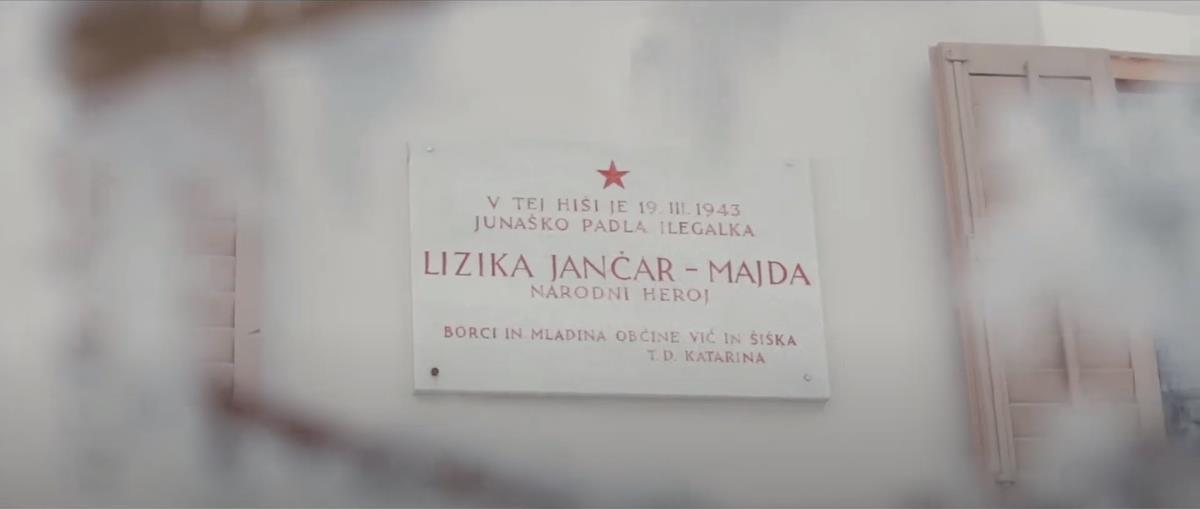 V TEJ HIŠI JE 19. III. 1943
JUNAŠKO PADLA ILEGALKA
LIZIKA JANČAR – MAJDA
NARODNI HEROJ
BORCI IN MLADINA OBČINE VIČ IN ŠIŠKA
T.D. KATARINA